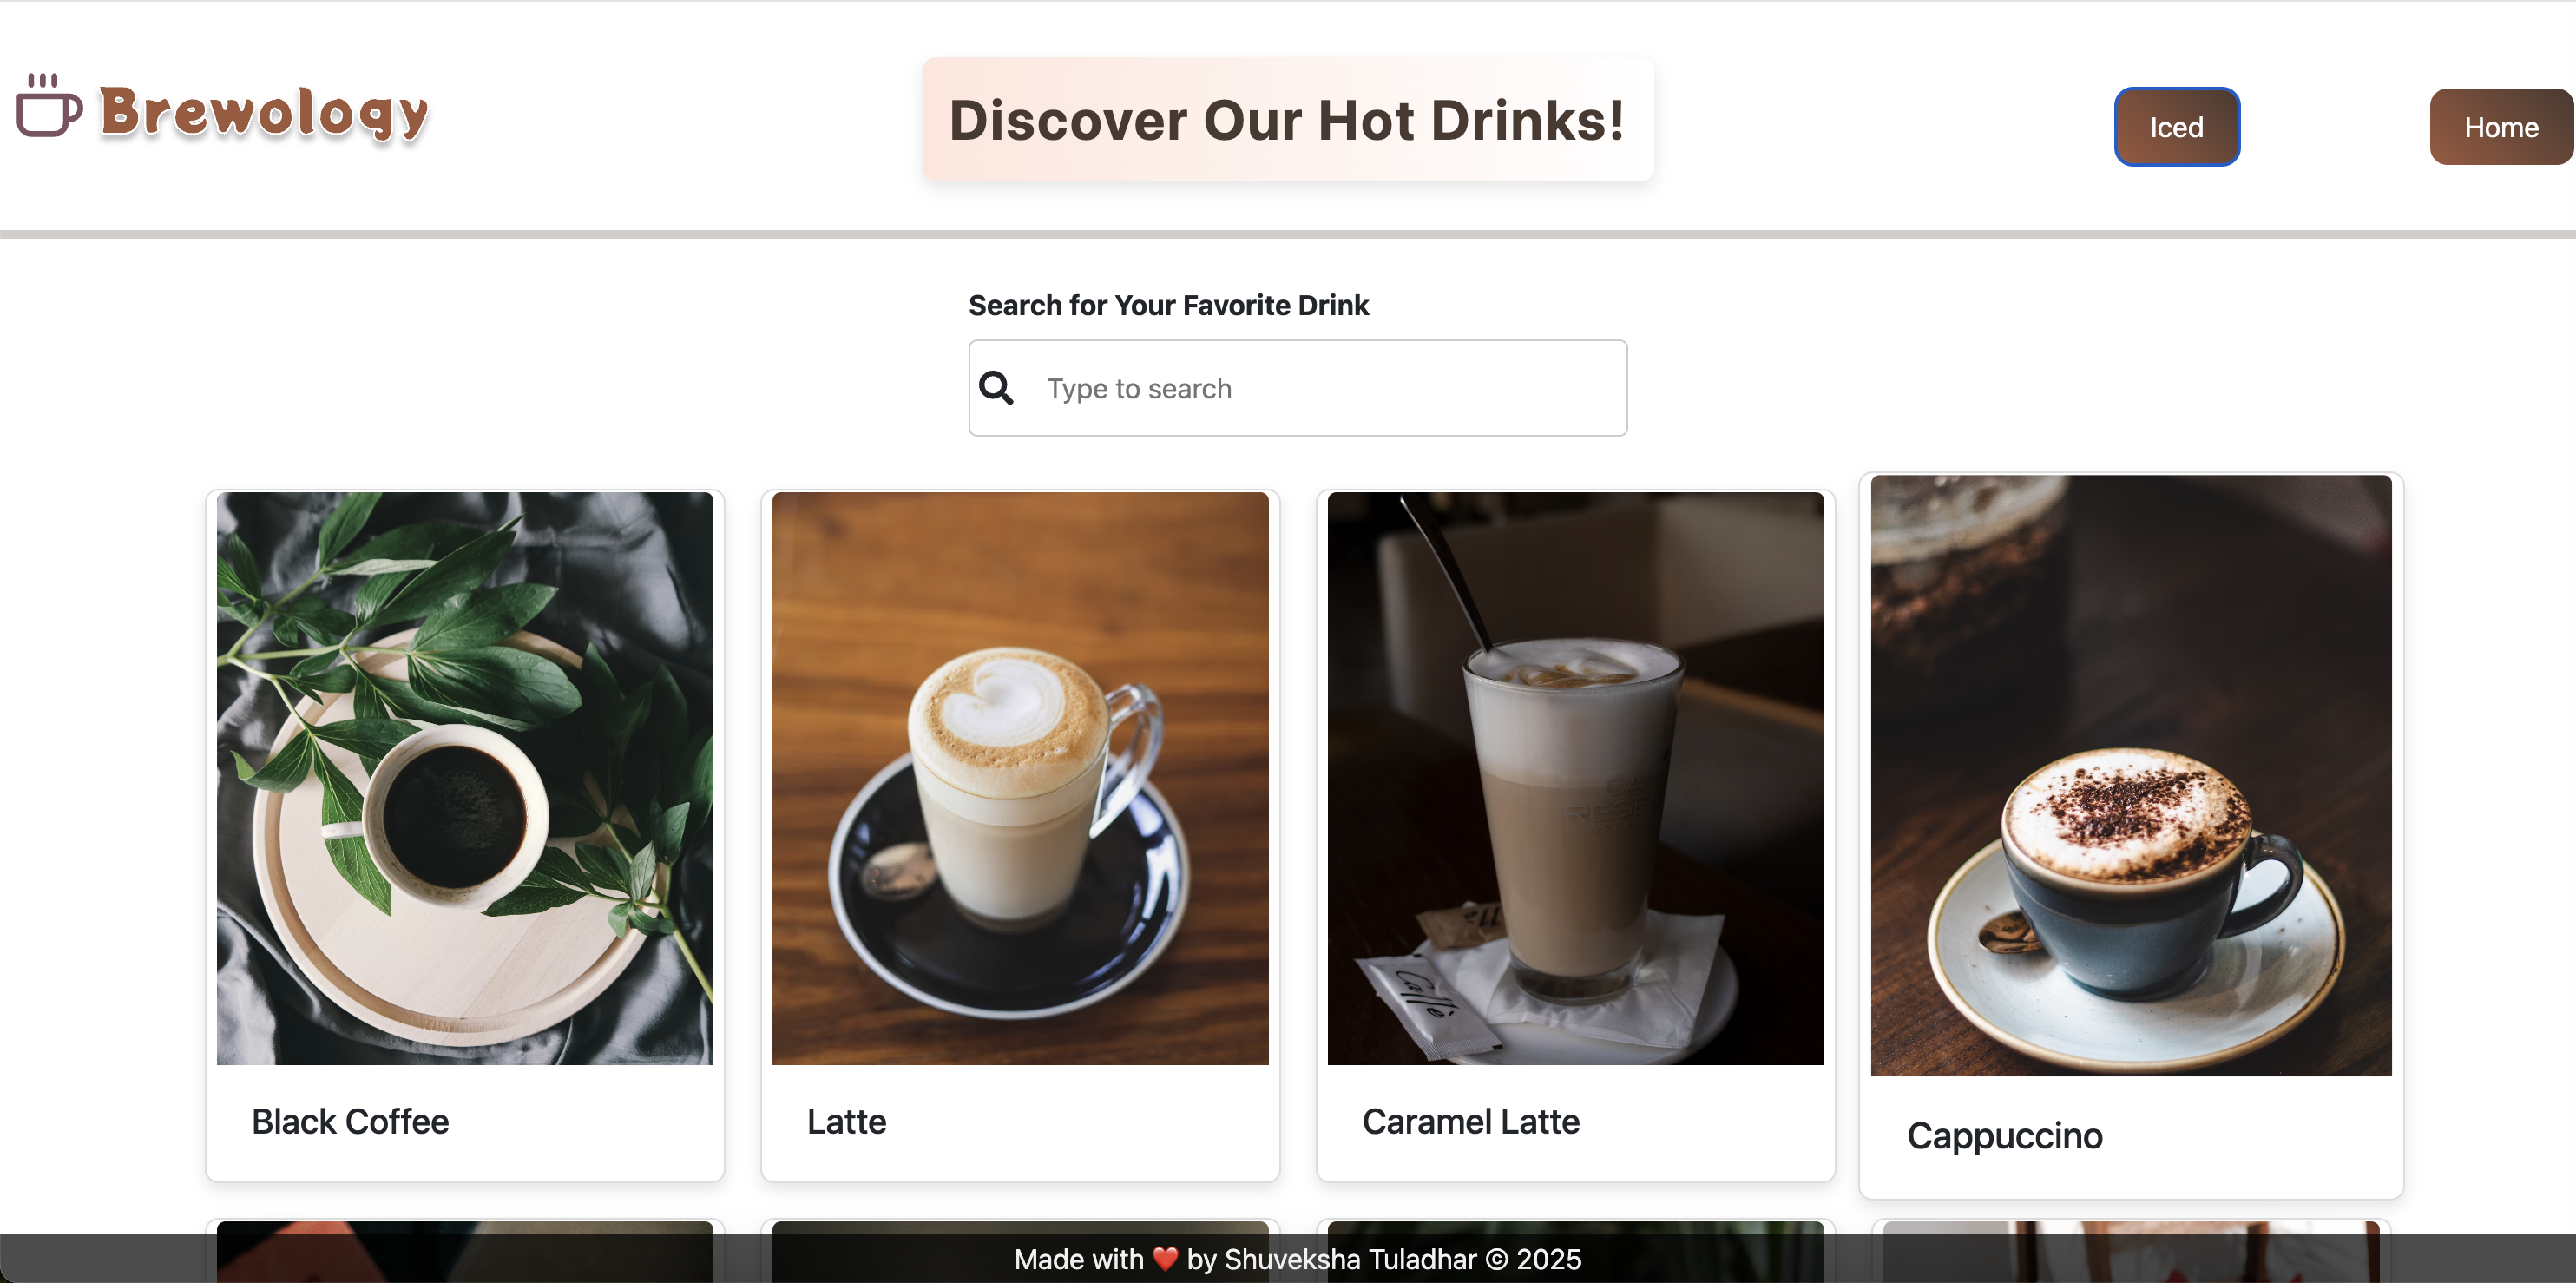 Brewology
Discover Our Hot Drinks!
Iced
Home
Search for Your Favorite Drink
Type to search
Caffè
Black Coffee
Latte
Caramel Latte
Cappuccino
Made with ❤️ by Shuveksha Tuladhar © 2025